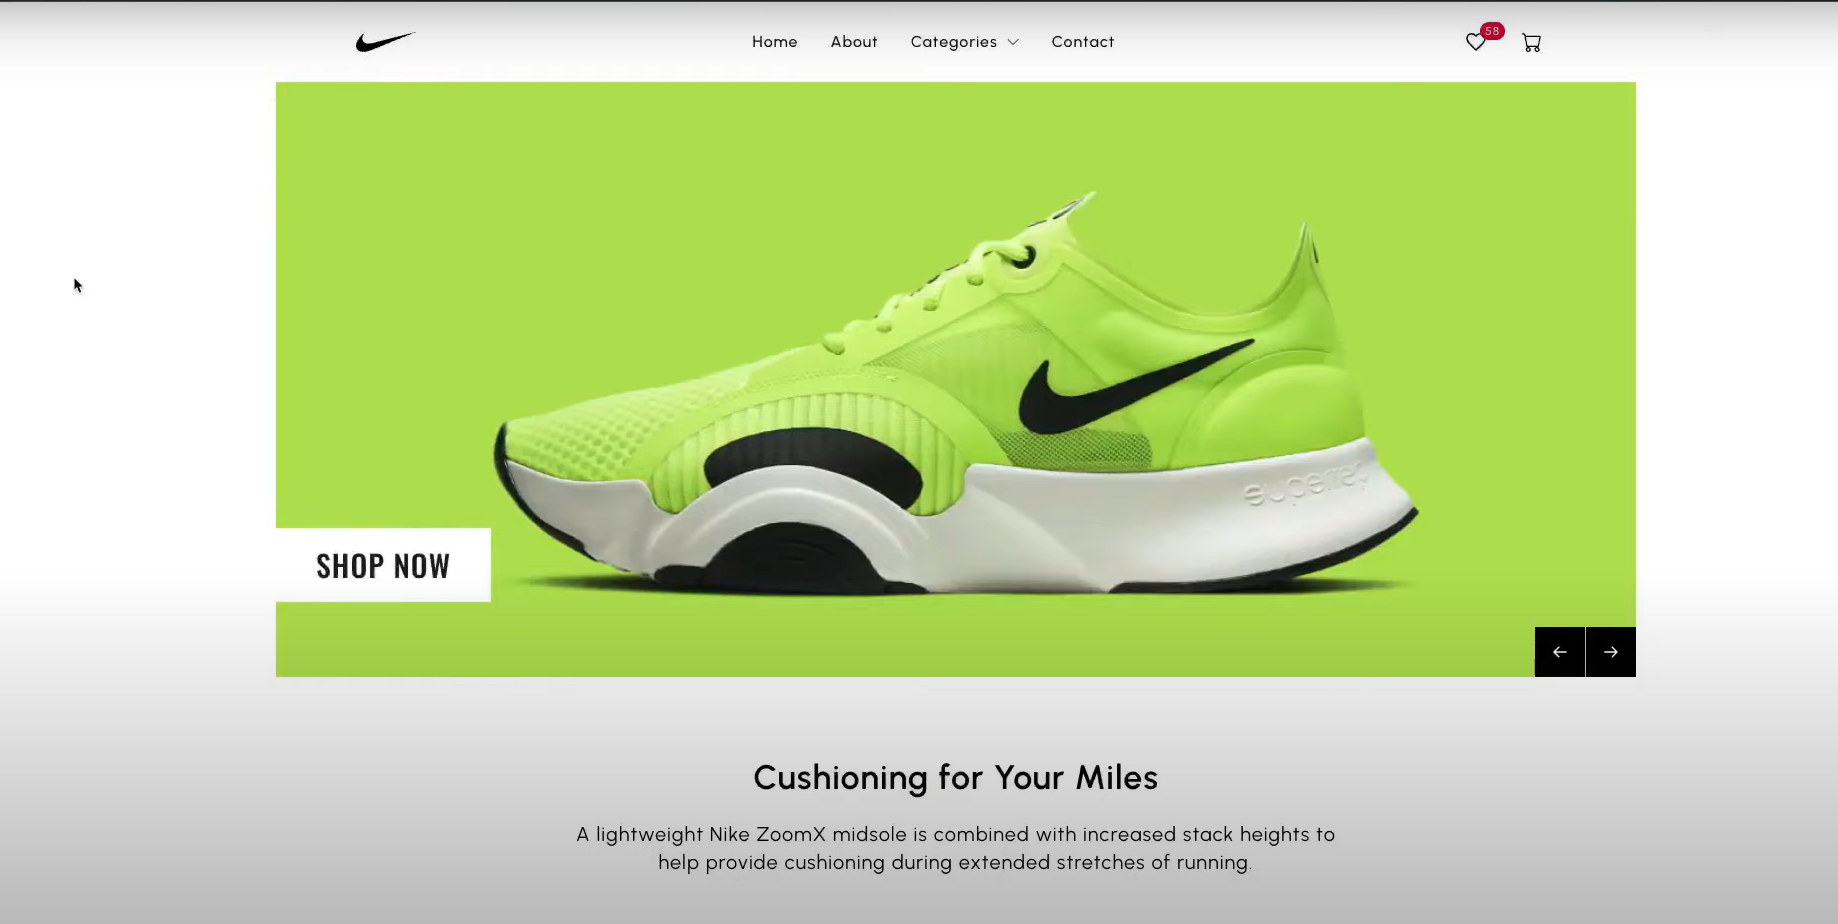 Home About Categories Contact 58
superrep
SHOP NOW
Cushioning for Your Miles
A lightweight Nike ZoomX midsole is combined with increased stack heights to
help provide cushioning during extended stretches of running.